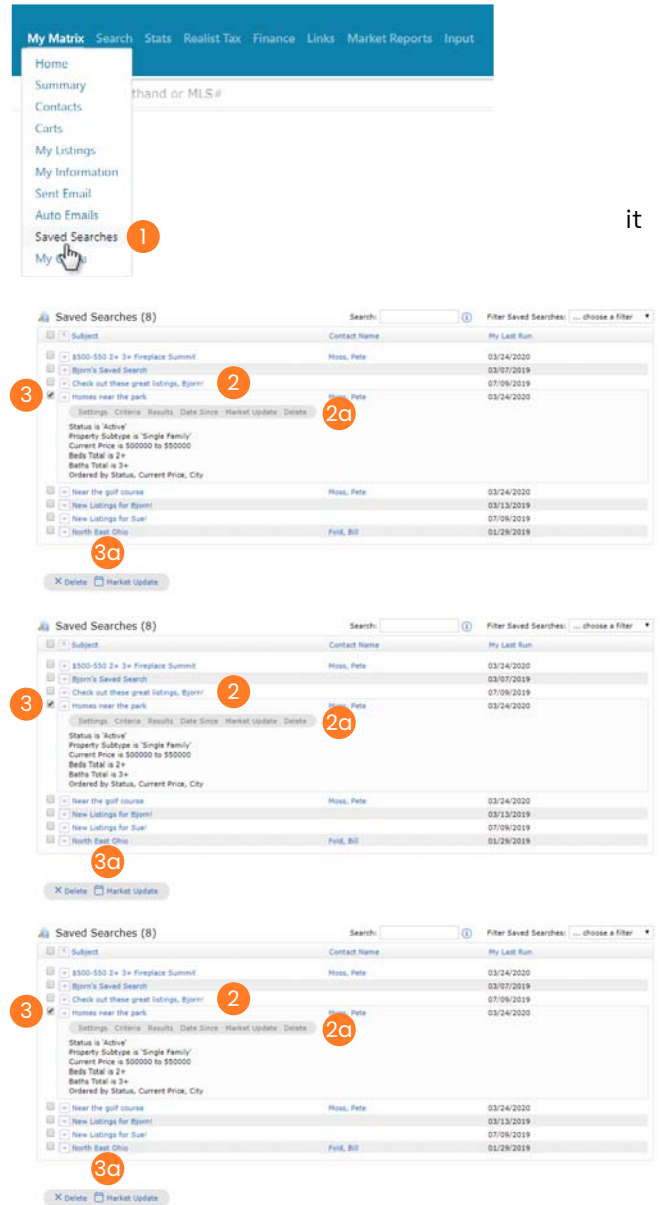 My Matrix Search Stats Realist Tax Finance Links Market Reports Input
Home
thand or MLS#
Summary
Contacts
Carts
My Listings
My Information
Sent Email
Auto Emails
it
Saved Searches 1
My
Saved Searches (8) Search: Filter Saved Searches: ... choose a filter
Subject Contact Name My Last Run
$500-550 2+ 3+ Fireplace Summit Moss, Pete 03/24/2020
Bjorn's Saved Search 03/07/2019
Check out these great listings, Bjorn! 2 07/09/2019
3 Homes near the park Moss, Pete 03/24/2020
Settings Criteria Results Date Since Market Update Delete 2a
Status is 'Active'
Property Subtype is 'Single Family'
Current Price is 500000 to 550000
Beds Total is 2+
Baths Total is 3+
Ordered by Status, Current Price, City
Near the golf course Moss, Pete 03/24/2020
New Listings for Bjorn! 03/13/2019
New Listings for Sue! 07/09/2019
North East Ohio Fold, Bill 01/29/2019
3a
X Delete Market Update
Saved Searches (8) Search: Filter Saved Searches: ... choose a filter
Subject Contact Name My Last Run
$500-550 2+ 3+ Fireplace Summit Moss, Pete 03/24/2020
Bjorn's Saved Search 03/07/2019
Check out these great listings, Bjorn! 2 07/09/2019
3 Homes near the park Moss, Pete 03/24/2020
Settings Criteria Results Date Since Market Update Delete 2a
Status is 'Active'
Property Subtype is 'Single Family'
Current Price is 500000 to 550000
Beds Total is 2+
Baths Total is 3+
Ordered by Status, Current Price, City
Near the golf course Moss, Pete 03/24/2020
New Listings for Bjorn! 03/13/2019
New Listings for Sue! 07/09/2019
North East Ohio Fold, Bill 01/29/2019
3a
X Delete Market Update
Saved Searches (8) Search: Filter Saved Searches: ... choose a filter
Subject Contact Name My Last Run
$500-550 2+ 3+ Fireplace Summit Moss, Pete 03/24/2020
Bjorn's Saved Search 03/07/2019
Check out these great listings, Bjorn! 2 07/09/2019
3 Homes near the park Moss, Pete 03/24/2020
Settings Criteria Results Date Since Market Update Delete 2a
Status is 'Active'
Property Subtype is 'Single Family'
Current Price is 500000 to 550000
Beds Total is 2+
Baths Total is 3+
Ordered by Status, Current Price, City
Near the golf course Moss, Pete 03/24/2020
New Listings for Bjorn! 03/13/2019
New Listings for Sue! 07/09/2019
North East Ohio Fold, Bill 01/29/2019
3a
X Delete Market Update